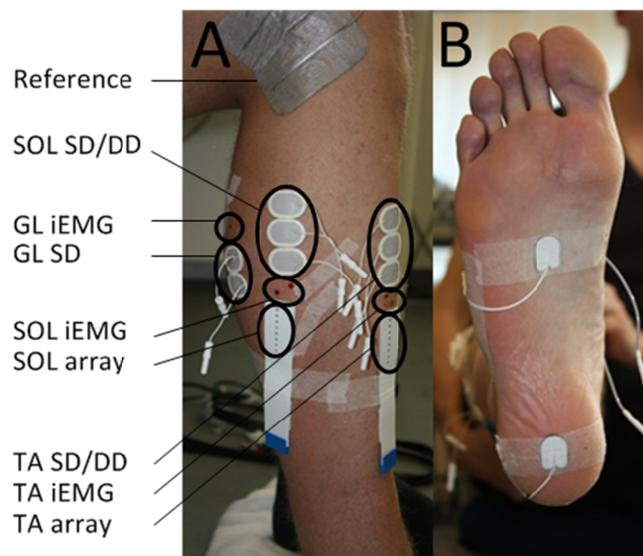 A
B
Reference
SOL SD/DD
GL iEMG
GL SD
SOL iEMG
SOL array
TA SD/DD
TA iEMG
TA array